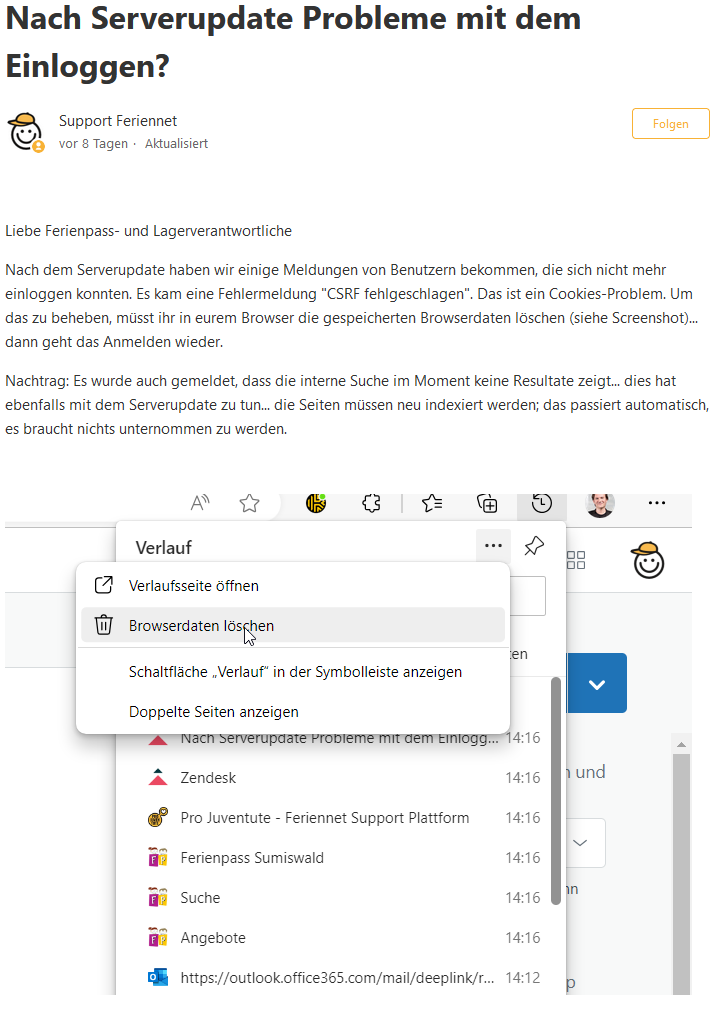 Nach Serverupdate Probleme mit dem
Einloggen?
Support Feriennet
vor 8 Tagen · Aktualisiert
Folgen
Liebe Ferienpass- und Lagerverantwortliche
Nach dem Serverupdate haben wir einige Meldungen von Benutzern bekommen, die sich nicht mehr
einloggen konnten. Es kam eine Fehlermeldung "CSRF fehlgeschlagen". Das ist ein Cookies-Problem. Um
das zu beheben, müsst ihr in eurem Browser die gespeicherten Browserdaten löschen (siehe Screenshot)...
dann geht das Anmelden wieder.
Nachtrag: Es wurde auch gemeldet, dass die interne Suche im Moment keine Resultate zeigt... dies hat
ebenfalls mit dem Serverupdate zu tun... die Seiten müssen neu indexiert werden; das passiert automatisch,
es braucht nichts unternommen zu werden.
Verlauf
Verlaufsseite öffnen
Browserdaten löschen
Schaltfläche „Verlauf“ in der Symbolleiste anzeigen
Doppelte Seiten anzeigen
Nach Serverupdate Probleme mit dem Einlogg... 14:16
Zendesk 14:16
und
Pro Juventute - Feriennet Support Plattform 14:16
Ferienpass Sumiswald 14:16
Suche 14:16
Angebote 14:16
https://outlook.office365.com/mail/deeplink/r... 14:12